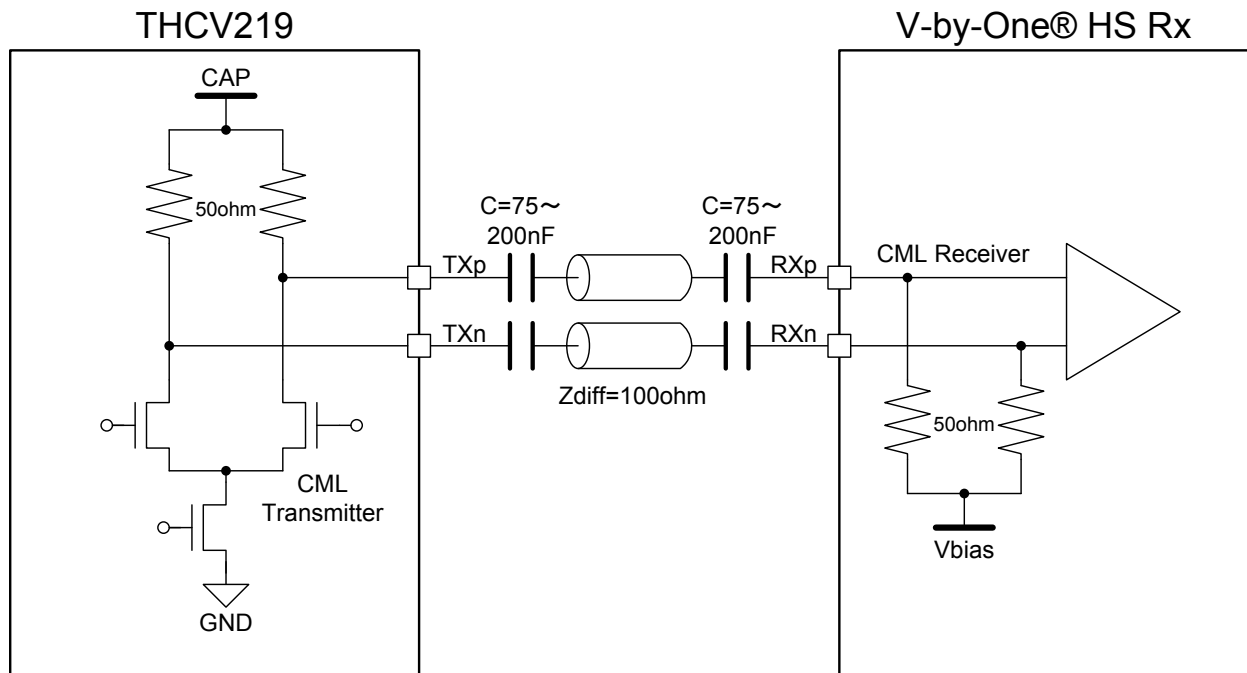 THCV219
V-by-One® HS Rx
CAP
50ohm
C=75～
200nF
C=75～
200nF
TXp
RXp
CML Receiver
TXn
RXn
Zdiff=100ohm
50ohm
CML
Transmitter
Vbias
GND